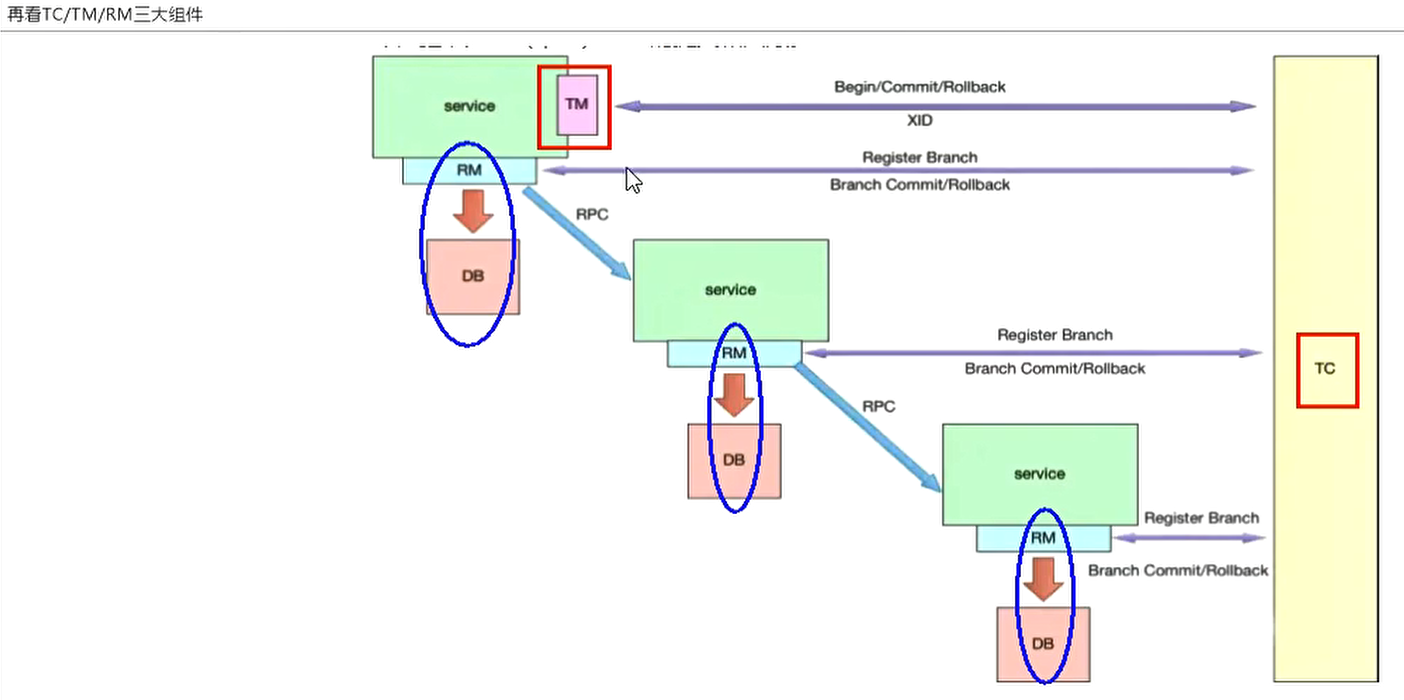 再看TC/TM/RM三大组件
service
TM
Begin/Commit/Rollback
XID
RM
Register Branch
Branch Commit/Rollback
RPC
DB
service
RM
Register Branch
Branch Commit/Rollback
TC
RPC
DB
service
RM
Register Branch
Branch Commit/Rollback
DB